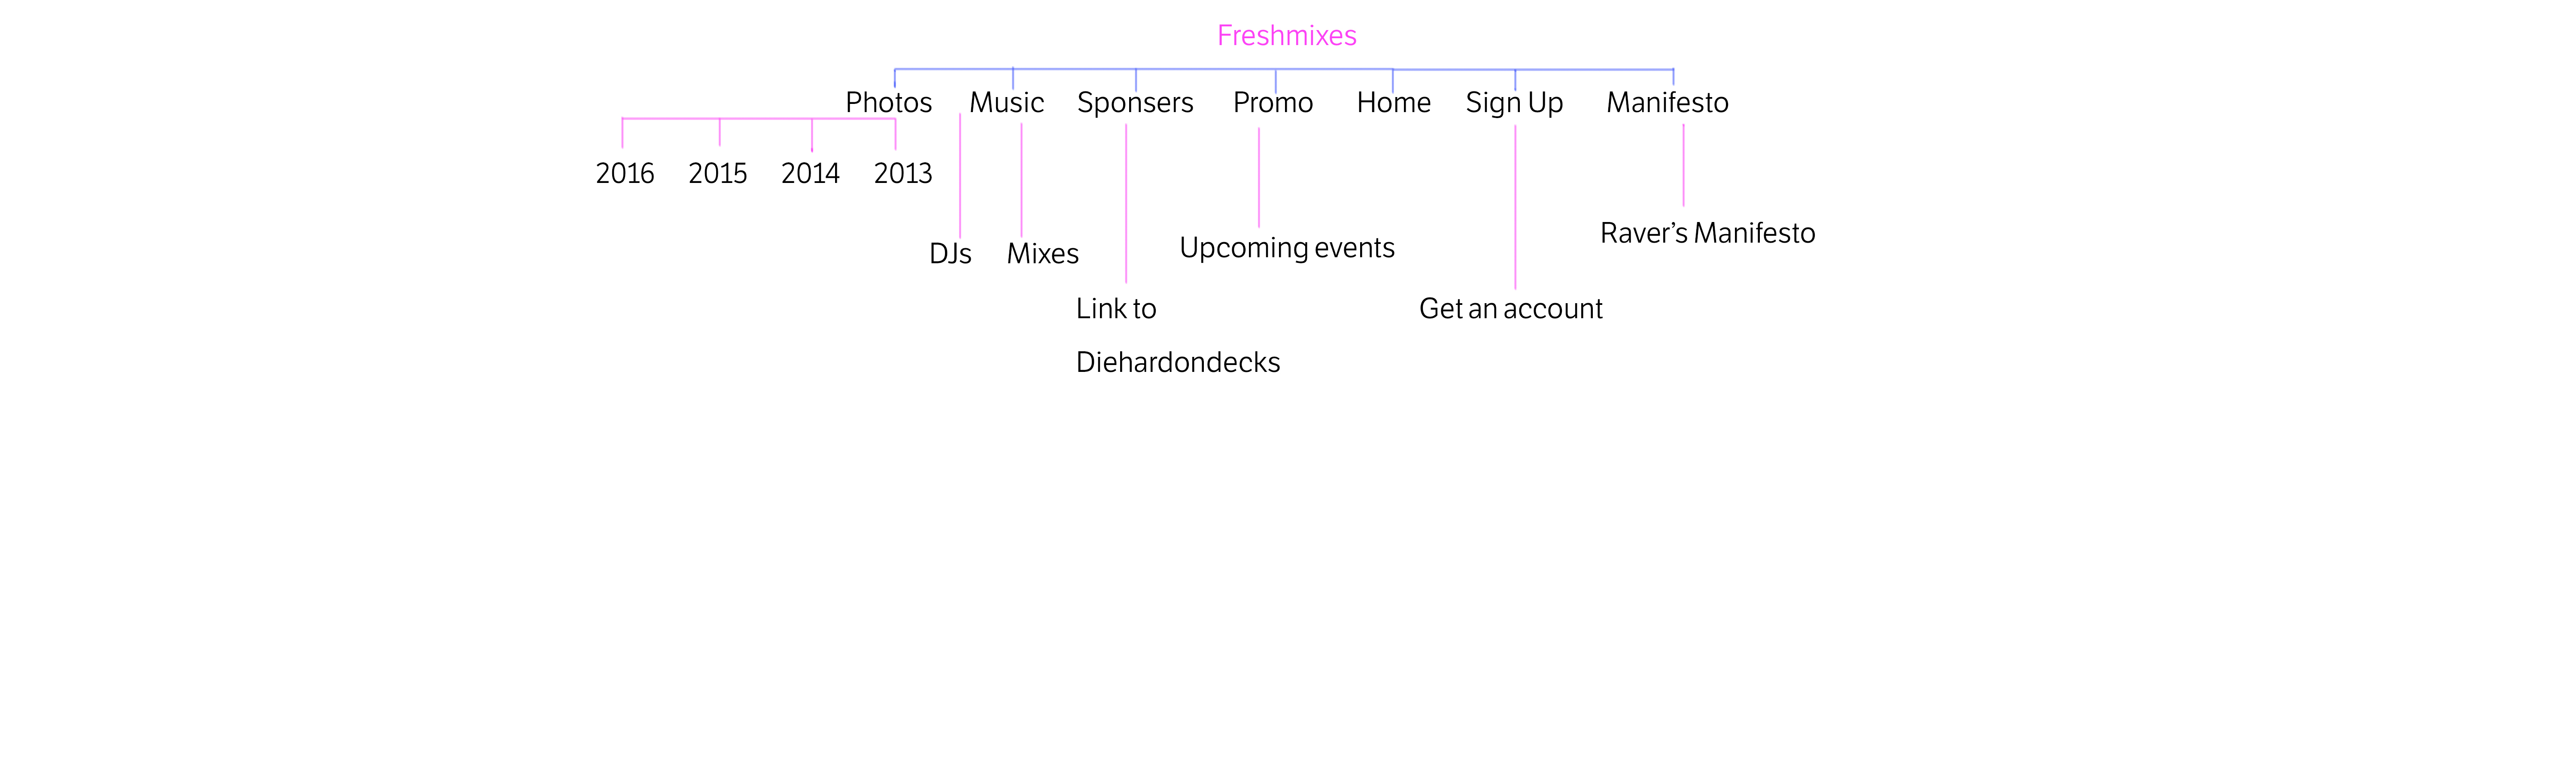 Freshmixes
Photos Music Sponsers Promo Home Sign Up Manifesto
2016 2015 2014 2013
Raver’s Manifesto
DJs Mixes Upcoming events
Link to Get an account
Diehardondecks